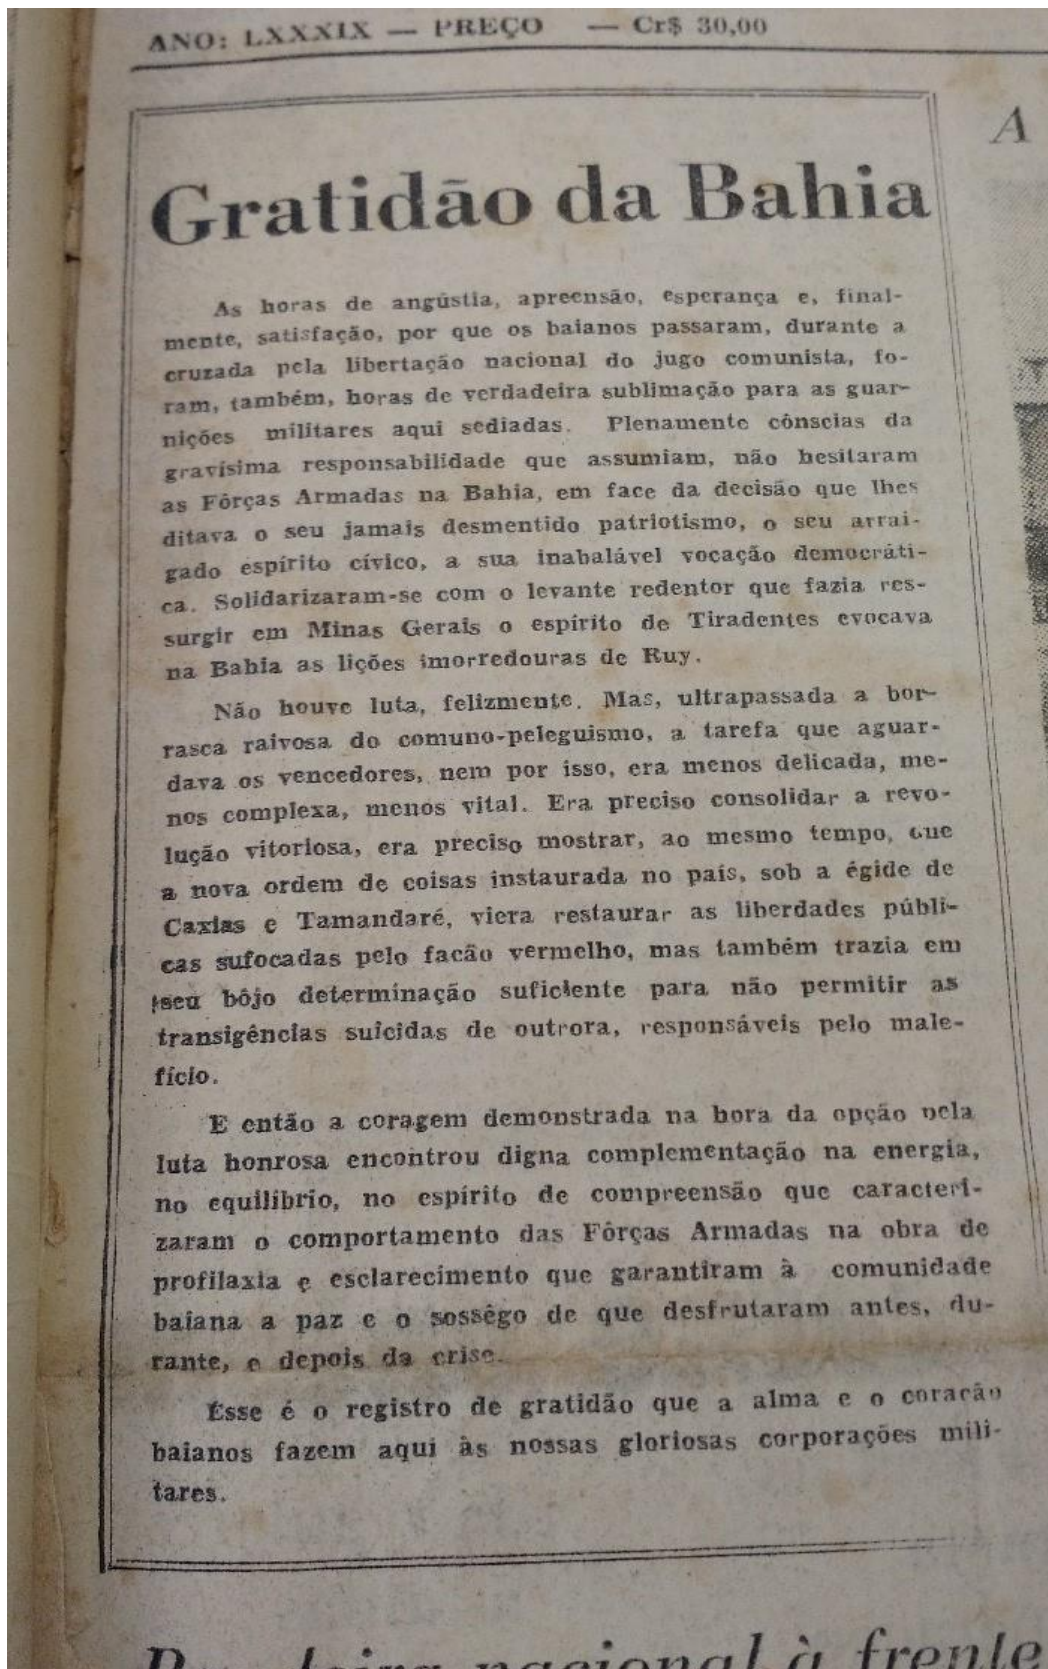 ANO: LXXXIX — PREÇO — Cr$ 30,00
A
Gratidão da Bahia
As horas de angústia, apreensão, esperança e, final-
mente, satisfação, por que os baianos passaram, durante a
cruzada pela libertação nacional do jugo comunista, fo-
ram, também, horas de verdadeira sublimação para as guar-
nições militares aqui sediadas. Plenamente cônscias da
gravísima responsabilidade que assumiam, não hesitaram
as Fôrças Armadas na Bahia, em face da decisão que lhes
ditava o seu jamais desmentido patriotismo, o seu arrai-
gado espírito cívico, a sua inabalável vocação democráti-
ca. Solidarizaram-se com o levante redentor que fazia res-
surgir em Minas Gerais o espírito de Tiradentes evocava
na Bahia as lições imorredouras de Ruy.
Não houve luta, felizmente. Mas, ultrapassada a bor-
rasca raivosa do comuno-peleguismo, a tarefa que aguar-
dava os vencedores, nem por isso, era menos delicada, me-
nos complexa, menos vital. Era preciso consolidar a revo-
lução vitoriosa, era preciso mostrar, ao mesmo tempo, que
a nova ordem de coisas instaurada no país, sob a égide de
Caxias e Tamandaré, viera restaurar as liberdades públi-
cas sufocadas pelo facão vermelho, mas também trazia em
seu bôjo determinação suficiente para não permitir as
transigências suicidas de outrora, responsáveis pelo male-
fício.
E então a coragem demonstrada na hora da opção pela
luta honrosa encontrou digna complementação na energia,
no equilíbrio, no espírito de compreensão que caracteri-
zaram o comportamento das Fôrças Armadas na obra de
profilaxia e esclarecimento que garantiram à comunidade
baiana a paz e o sossêgo de que desfrutaram antes, du-
rante, e depois da crise.
Esse é o registro de gratidão que a alma e o coração
baianos fazem aqui às nossas gloriosas corporações mili-
tares.
nacional à frente